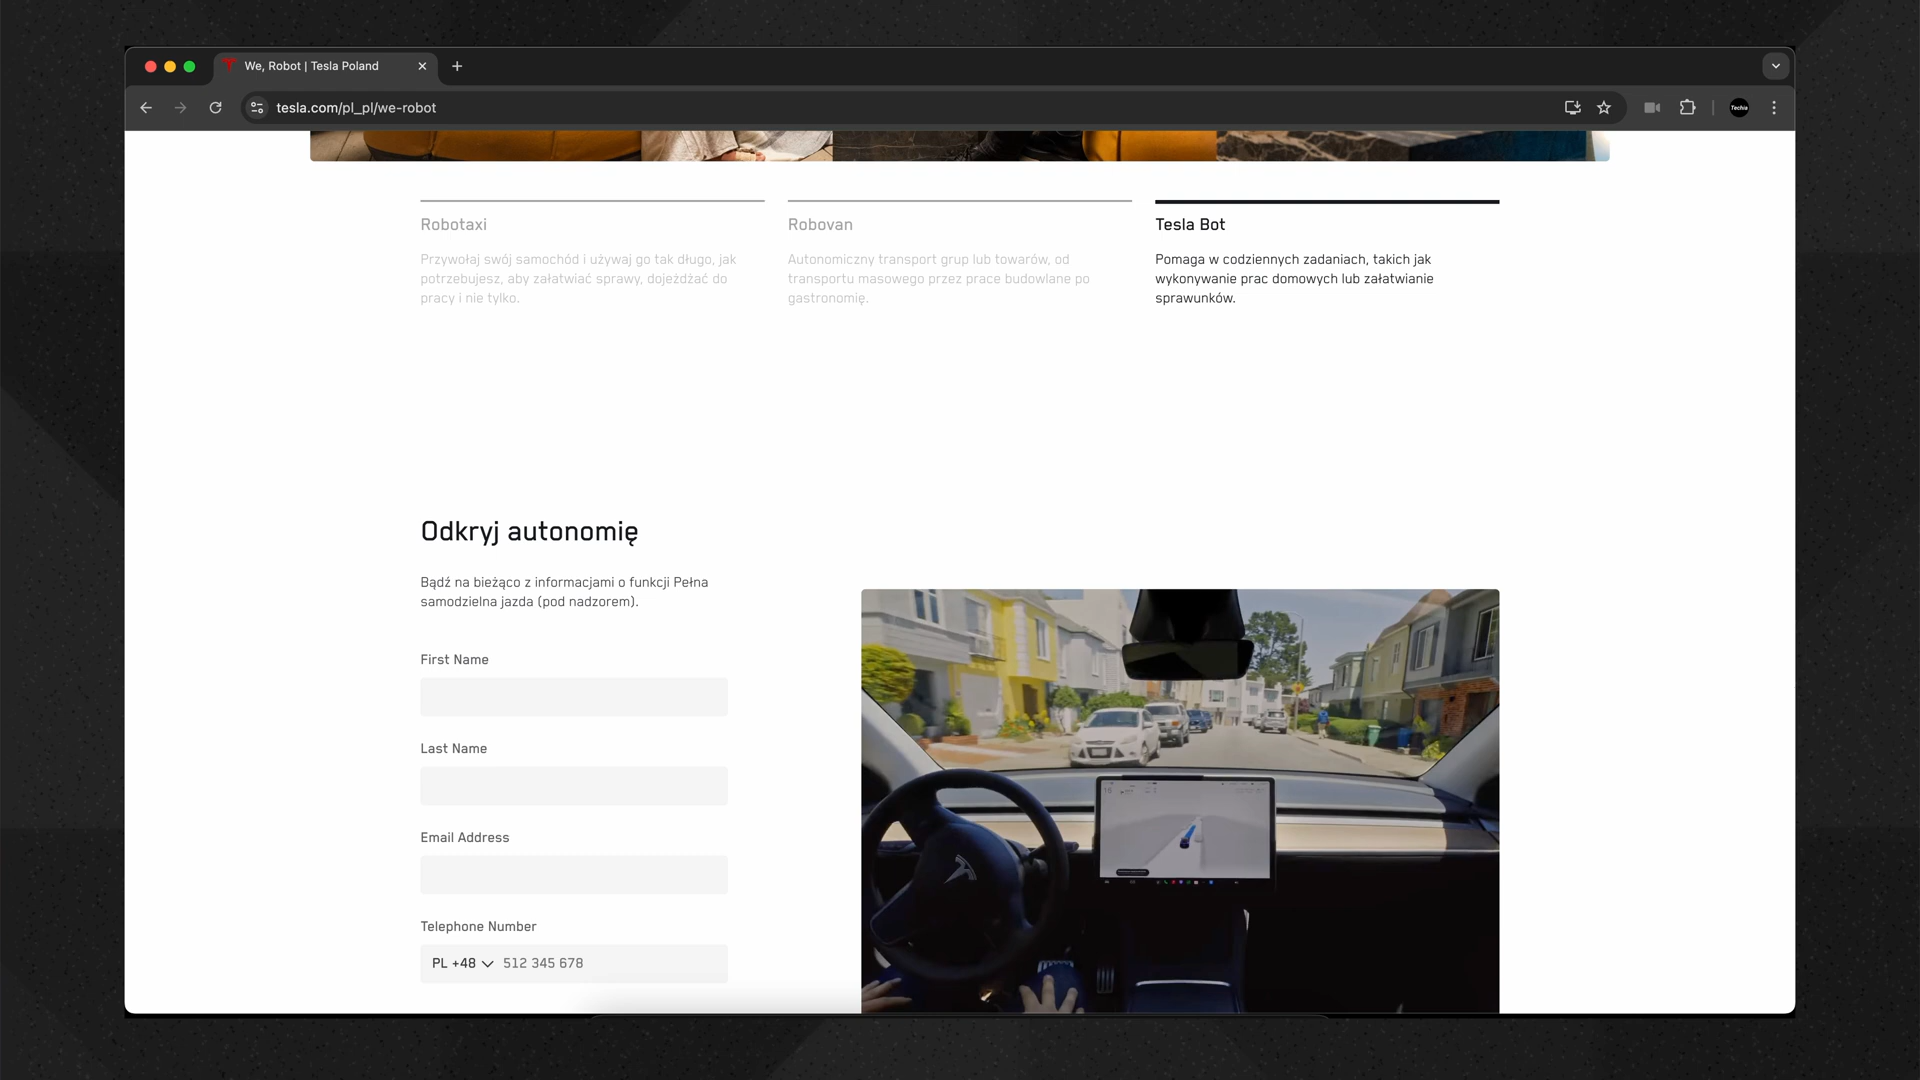 We, Robot | Tesla Poland
tesla.com/pl_pl/we-robot
Techie
Robotaxi
Przywołaj swój samochód i używaj go tak długo, jak
potrzebujesz, aby załatwiać sprawy, dojeżdżać do
pracy i nie tylko.
Robovan
Autonomiczny transport grup lub towarów, od
transportu masowego przez prace budowlane po
gastronomię.
Tesla Bot
Pomaga w codziennych zadaniach, takich jak
wykonywanie prac domowych lub załatwianie
sprawunków.
Odkryj autonomię
Bądź na bieżąco z informacjami o funkcji Pełna
samodzielna jazda (pod nadzorem).
First Name
Last Name
Email Address
Telephone Number
PL +48 512 345 678